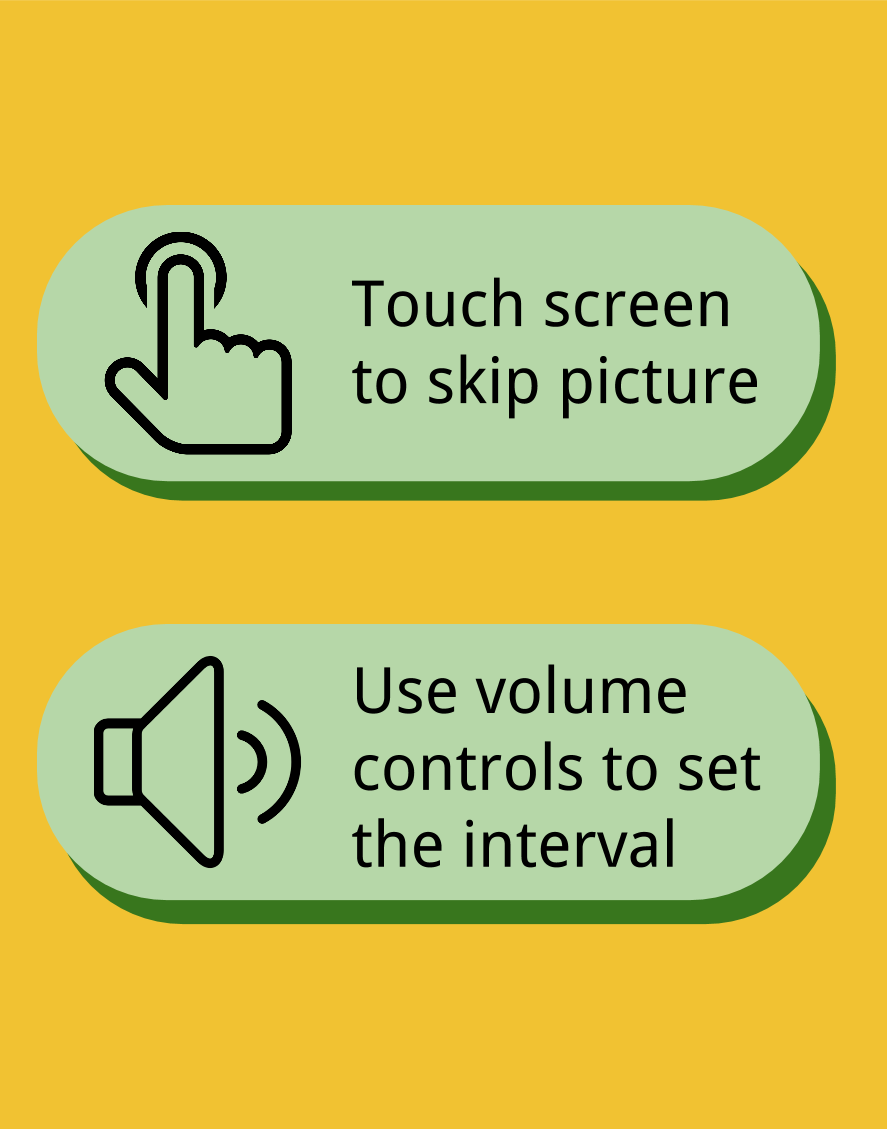 Touch screen
to skip picture
Use volume
controls to set
the interval